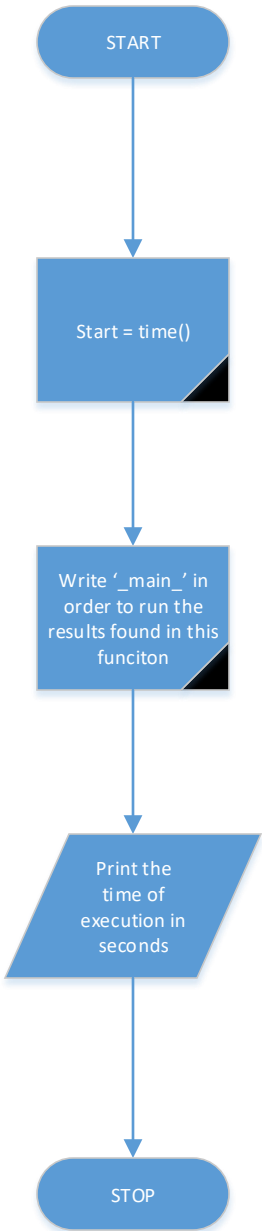 START
Start = time()
Write ‘_main_’ in
order to run the
results found in this
funciton
Print the
time of
execution in
seconds
STOP